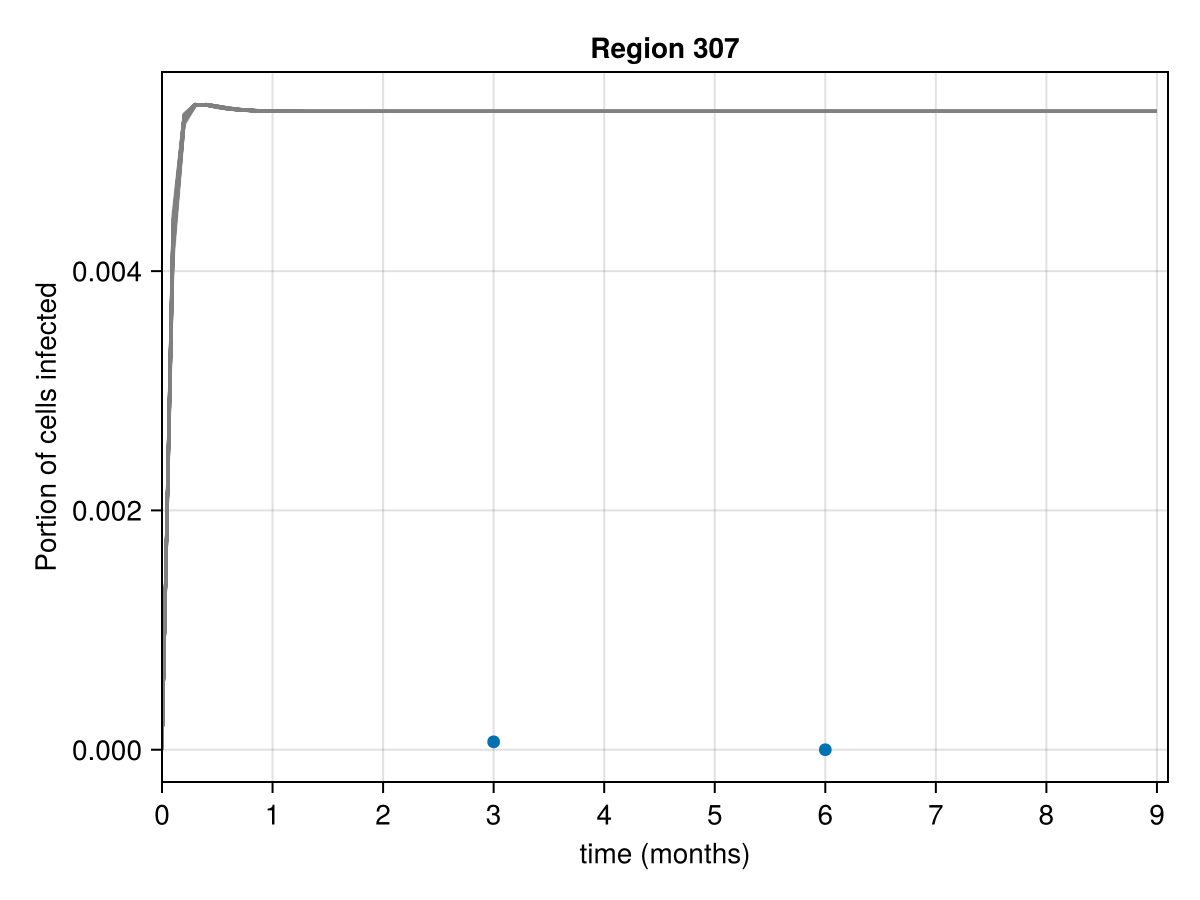 Region 307
Portion of cells infected
0.004
0.002
0.000
0 1 2 3 4 5 6 7 8 9
time (months)